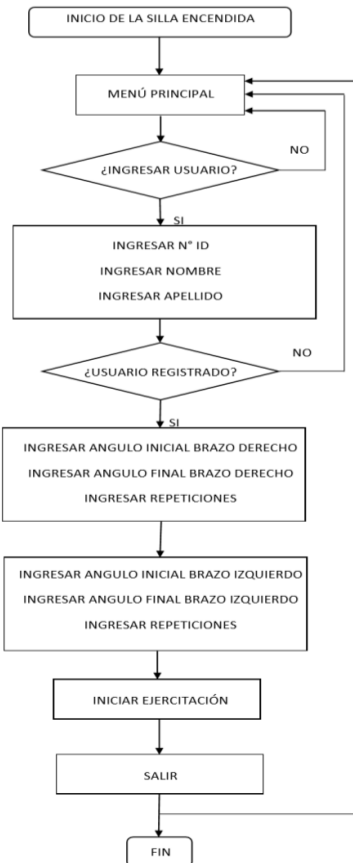 INICIO DE LA SILLA ENCENDIDA
MENÚ PRINCIPAL
¿INGRESAR USUARIO?
NO
SI
INGRESAR N° ID
INGRESAR NOMBRE
INGRESAR APELLIDO
¿USUARIO REGISTRADO?
NO
SI
INGRESAR ANGULO INICIAL BRAZO DERECHO
INGRESAR ANGULO FINAL BRAZO DERECHO
INGRESAR REPETICIONES
INGRESAR ANGULO INICIAL BRAZO IZQUIERDO
INGRESAR ANGULO FINAL BRAZO IZQUIERDO
INGRESAR REPETICIONES
INICIAR EJERCITACIÓN
SALIR
FIN